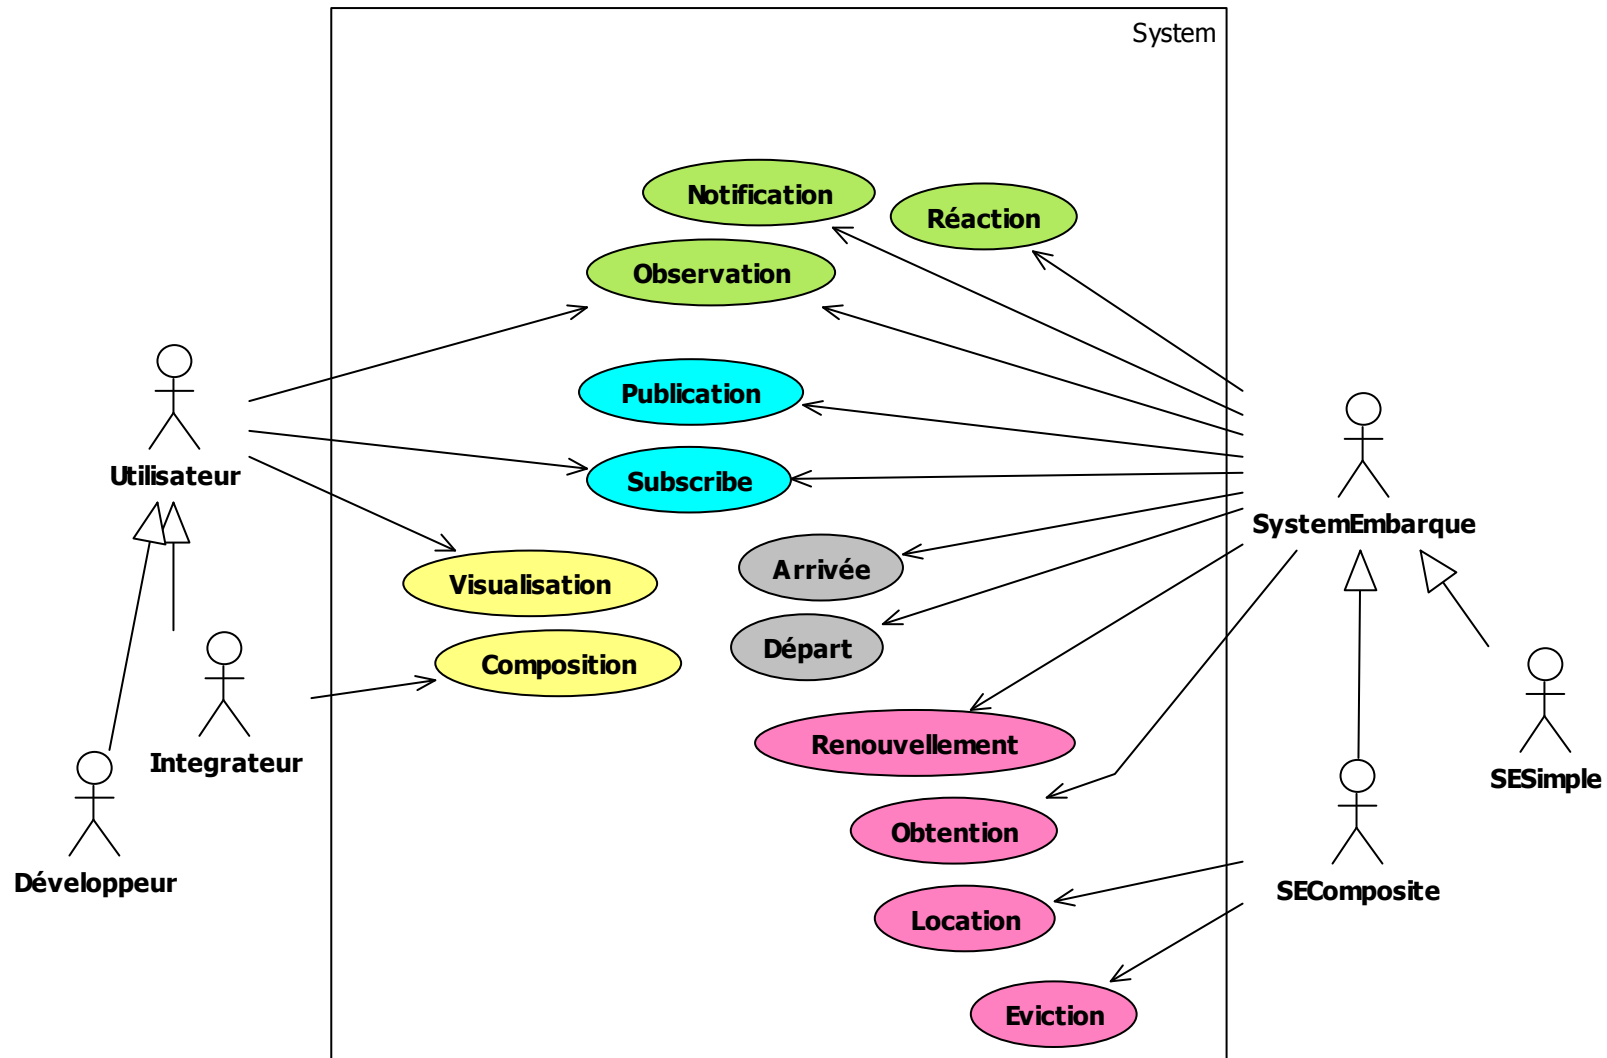 System
Notification
Réaction
Observation
Publication
Utilisateur
Subscribe
SystemEmbarque
Arrivée
Visualisation
Départ
Composition
Renouvellement
Integrateur
SESimple
Obtention
Développeur
SEComposite
Location
Eviction